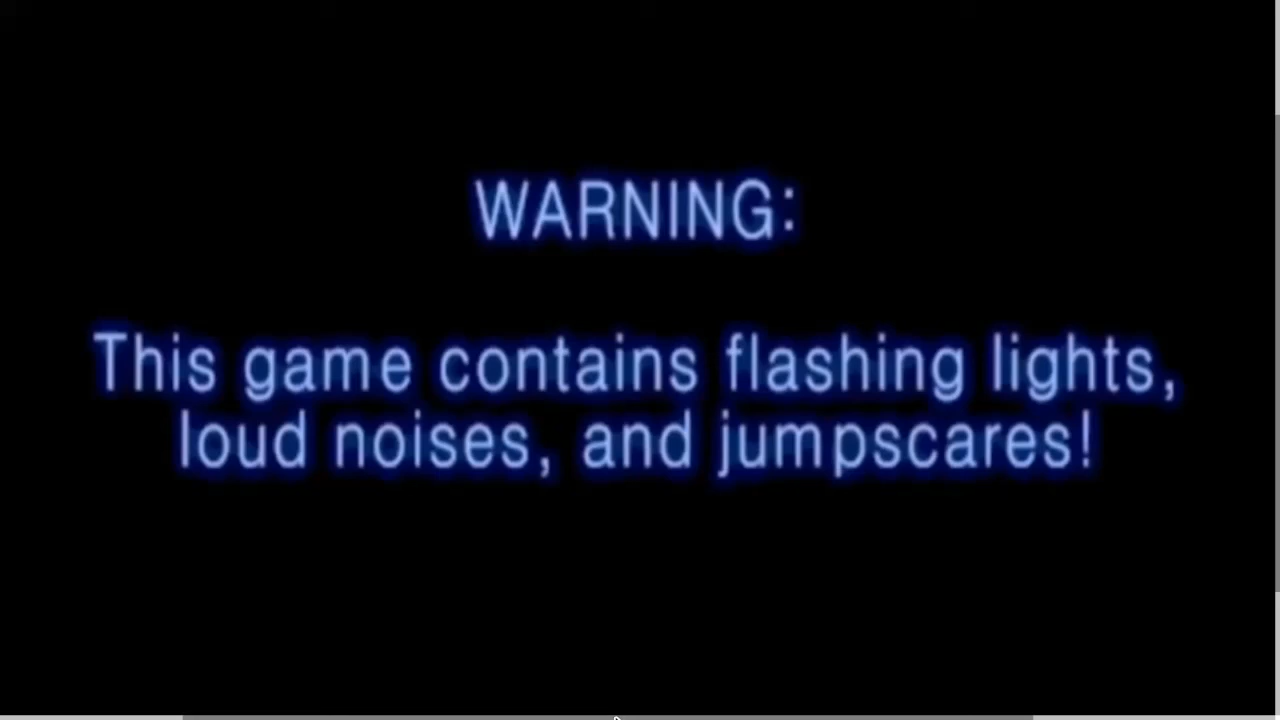 WARNING:
This game contains flashing lights,
loud noises, and jumpscares!